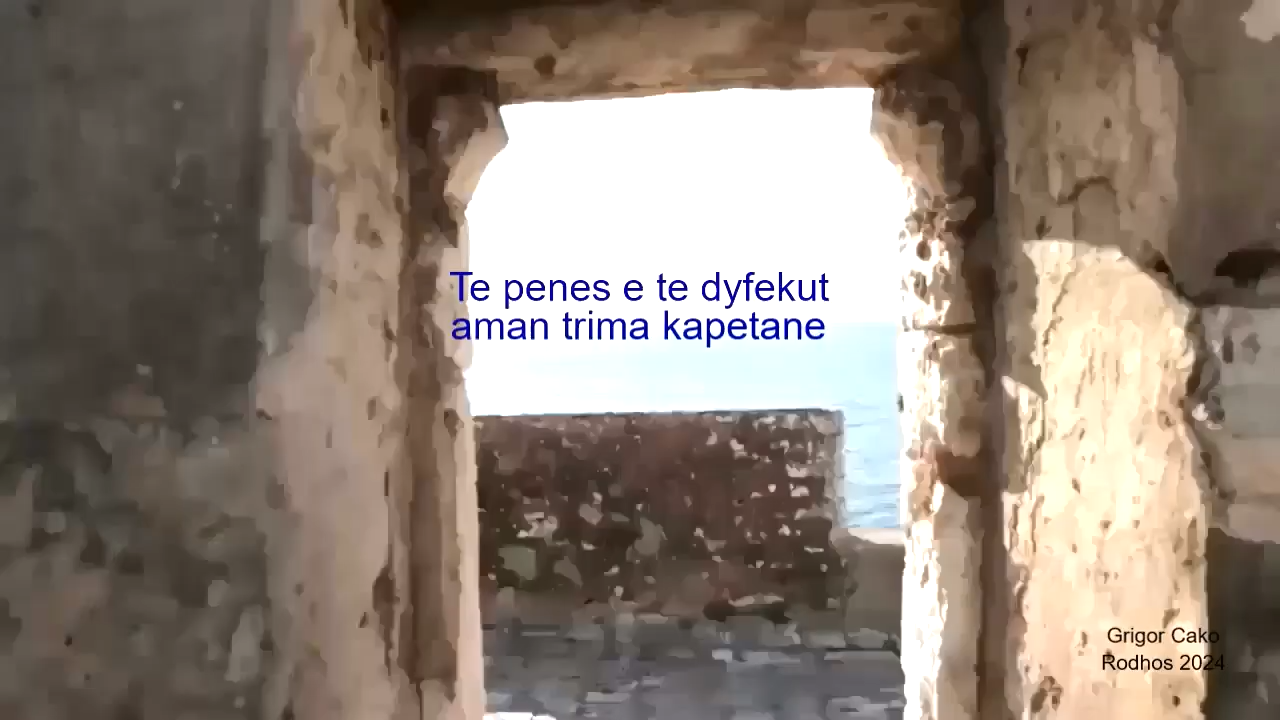 Te penes e te dyfekut
aman trima kapetane
Grigor Cako
Rodhos 2024